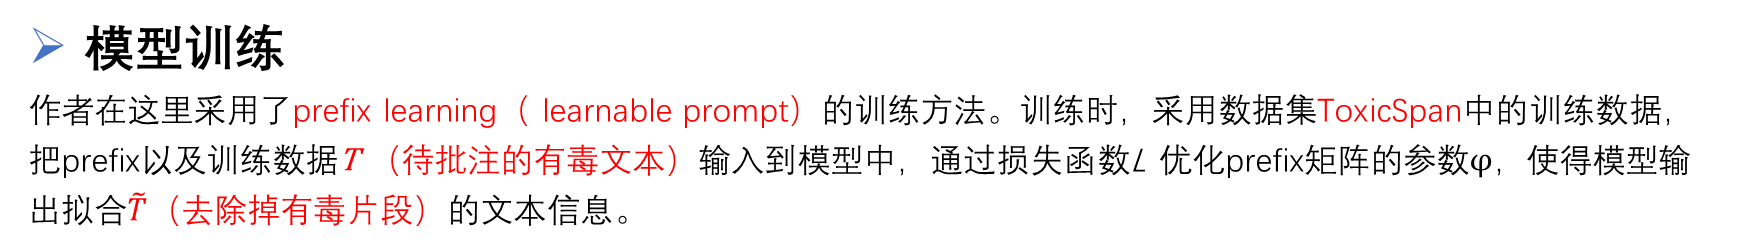 模型训练
作者在这里采用了prefix learning（ learnable prompt）的训练方法。训练时，采用数据集ToxicSpan中的训练数据，
把prefix以及训练数据T（待批注的有毒文本）输入到模型中，通过损失函数L 优化prefix矩阵的参数φ，使得模型输
出拟合T̃（去除掉有毒片段）的文本信息。